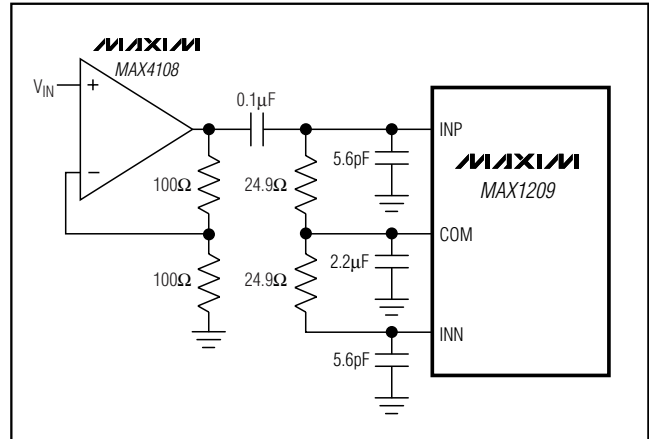 MAXIM
MAX4108
VIN
+
−
0.1μF
100Ω
24.9Ω
5.6pF
INP
MAXIM
MAX1209
COM
2.2μF
100Ω
24.9Ω
INN
5.6pF